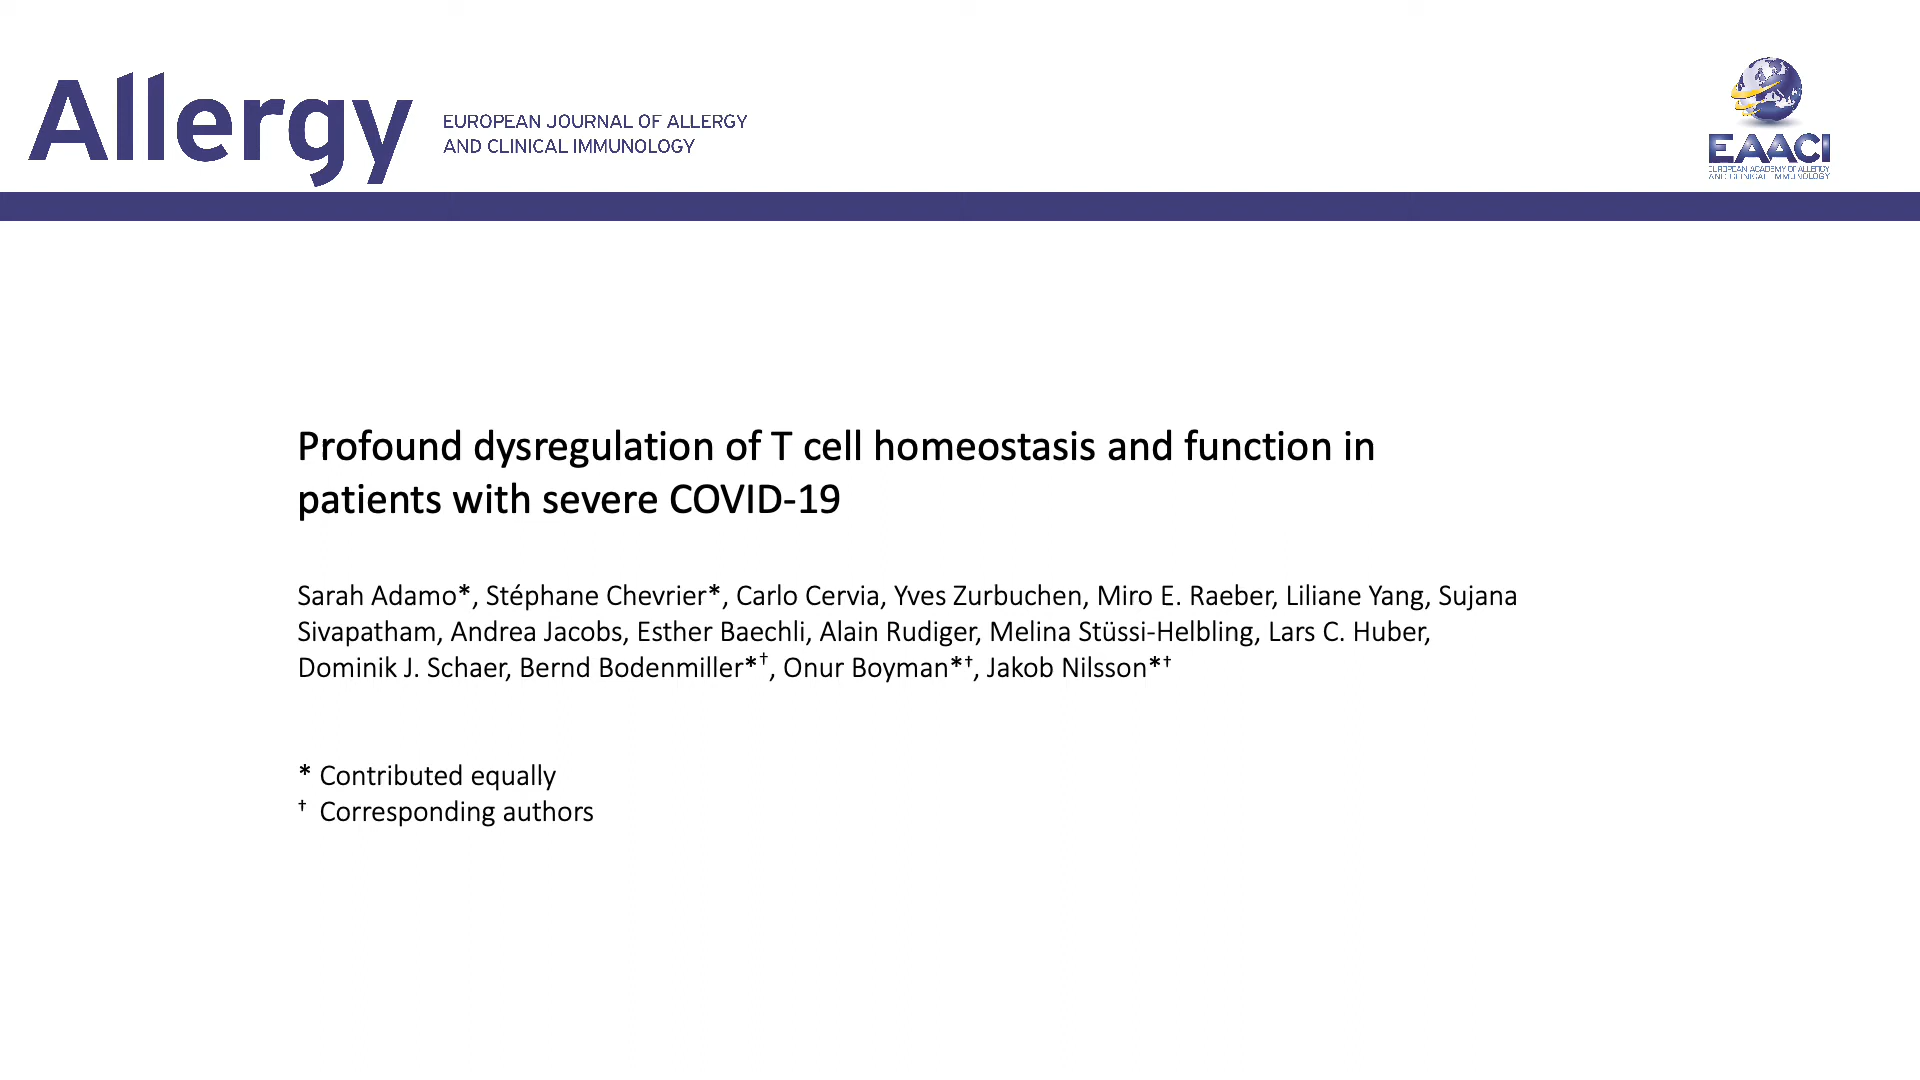 Allergy
EUROPEAN JOURNAL OF ALLERGY
AND CLINICAL IMMUNOLOGY
EAACI
EUROPEAN ACADEMY OF ALLERGY
AND CLINICAL IMMUNOLOGY
Profound dysregulation of T cell homeostasis and function in
patients with severe COVID-19
Sarah Adamo*, Stéphane Chevrier*, Carlo Cervia, Yves Zurbuchen, Miro E. Raeber, Liliane Yang, Sujana
Sivapatham, Andrea Jacobs, Esther Baechli, Alain Rudiger, Melina Stüssi-Helbling, Lars C. Huber,
Dominik J. Schaer, Bernd Bodenmiller*†, Onur Boyman*†, Jakob Nilsson*†
* Contributed equally
† Corresponding authors